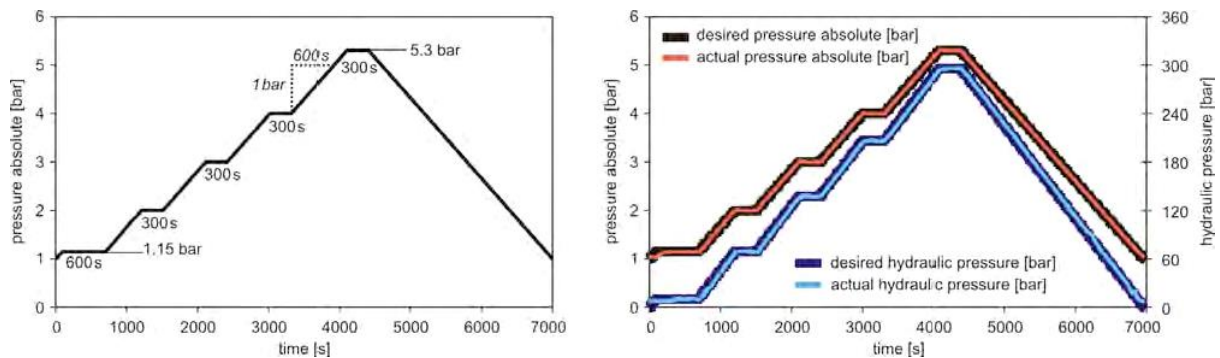 pressure absolute [bar]
6
5
4
3
2
1
0
5.3 bar
600s
300s
1bar
300s
300s
300s
1.15 bar
600s
0 1000 2000 3000 4000 5000 6000 7000
time [s]
pressure absolute [bar]
6
5
4
3
2
1
0
desired pressure absolute [bar]
actual pressure absolute [bar]
desired hydraulic pressure [bar]
actual hydraulic pressure [bar]
360
300
240
180
120
60
0
hydraulic pressure [bar]
0 1000 2000 3000 4000 5000 6000 7000
time [s]